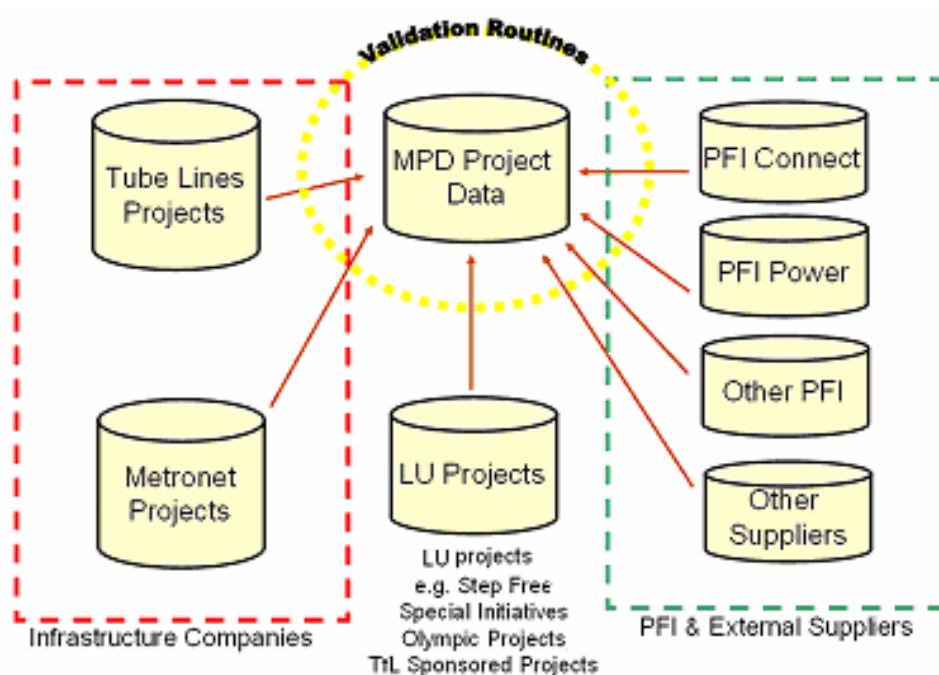 Validation Routines
Tube Lines
Projects
MPD Project
Data
PFI Connect
PFI Power
Other PFI
Metronet
Projects
LU Projects
Other
Suppliers
LU projects
e.g. Step Free
Special Initiatives
Olympic Projects
TfL Sponsored Projects
Infrastructure Companies
PFI & External Suppliers